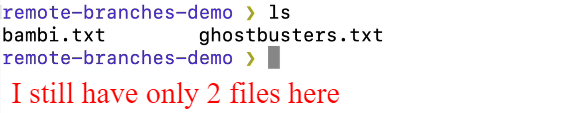 remote-branches-demo ❯ ls
bambi.txt ghostbusters.txt
remote-branches-demo ❯
I still have only 2 files here